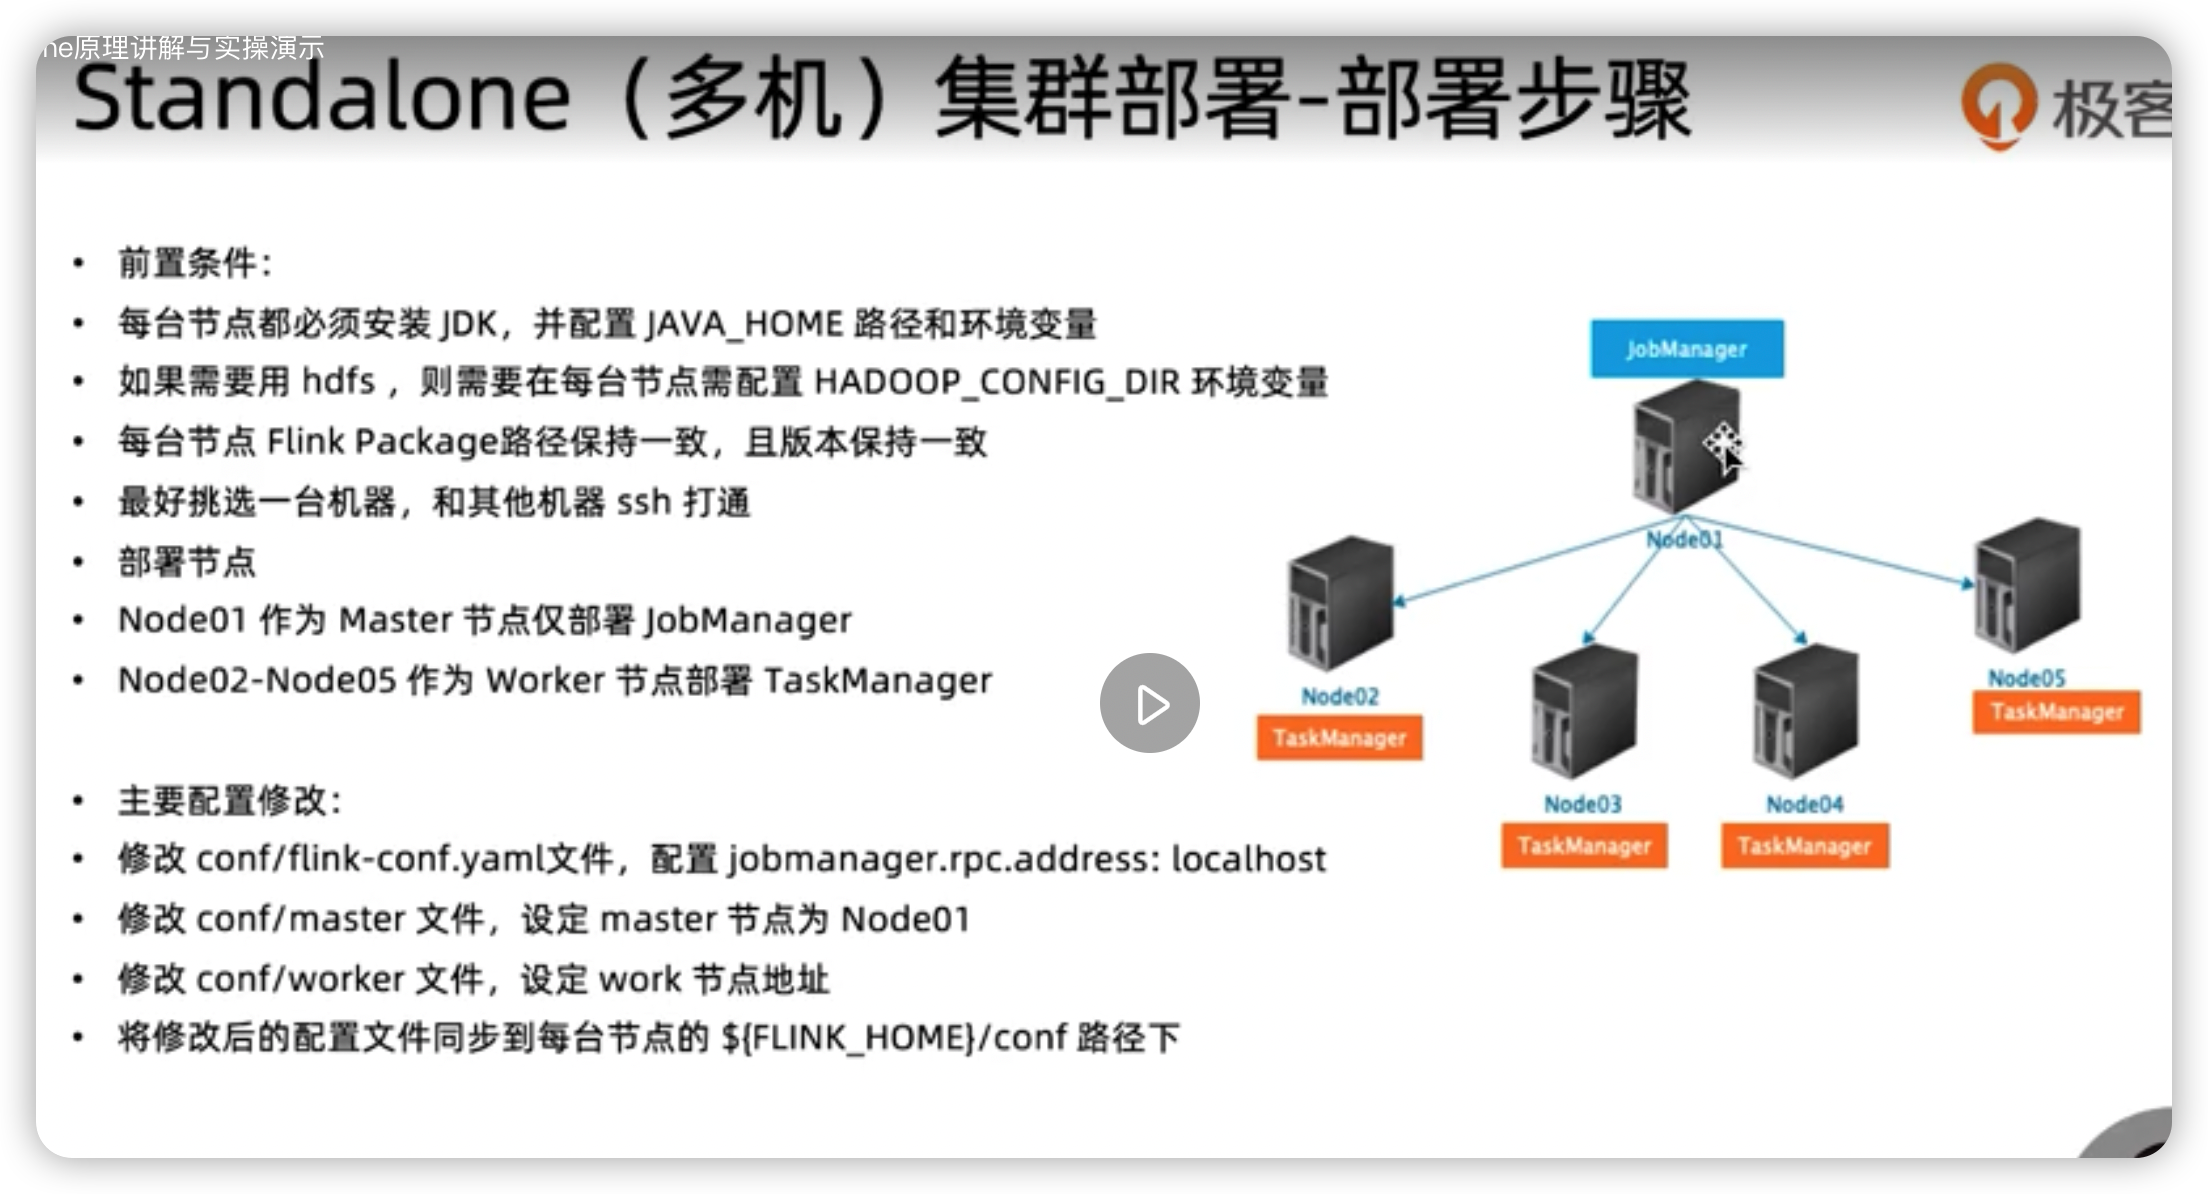 ne原理讲解与实操演示
Standalone（多机）集群部署-部署步骤
极客
• 前置条件：
• 每台节点都必须安装 JDK，并配置 JAVA_HOME 路径和环境变量
• 如果需要用 hdfs ，则需要在每台节点需配置 HADOOP_CONFIG_DIR 环境变量
• 每台节点 Flink Package路径保持一致，且版本保持一致
• 最好挑选一台机器，和其他机器 ssh 打通
• 部署节点
• Node01 作为 Master 节点仅部署 JobManager
• Node02-Node05 作为 Worker 节点部署 TaskManager
• 主要配置修改：
• 修改 conf/flink-conf.yaml文件，配置 jobmanager.rpc.address: localhost
• 修改 conf/master 文件，设定 master 节点为 Node01
• 修改 conf/worker 文件，设定 work 节点地址
• 将修改后的配置文件同步到每台节点的 ${FLINK_HOME}/conf 路径下
JobManager
Node01
Node02
TaskManager
Node03
TaskManager
Node04
TaskManager
Node05
TaskManager